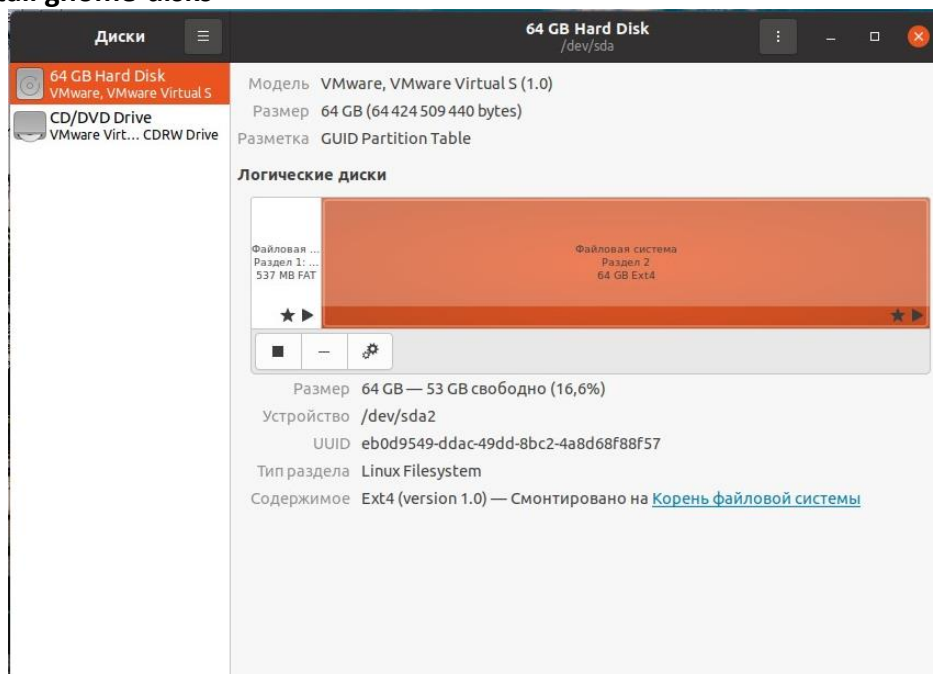 gnome-disks
Диски
64 GB Hard Disk
/dev/sda
64 GB Hard Disk
VMware, VMware Virtual S
CD/DVD Drive
VMware Virt… CDRW Drive
Модель VMware, VMware Virtual S (1.0)
Размер 64 GB (64 424 509 440 bytes)
Разметка GUID Partition Table
Логические диски
Файловая ...
Раздел 1: ...
537 MB FAT
Файловая система
Раздел 2
64 GB Ext4
Размер 64 GB — 53 GB свободно (16,6%)
Устройство /dev/sda2
UUID eb0d9549-ddac-49dd-8bc2-4a8d68f88f57
Тип раздела Linux Filesystem
Содержимое Ext4 (version 1.0) — Смонтировано на Корень файловой системы